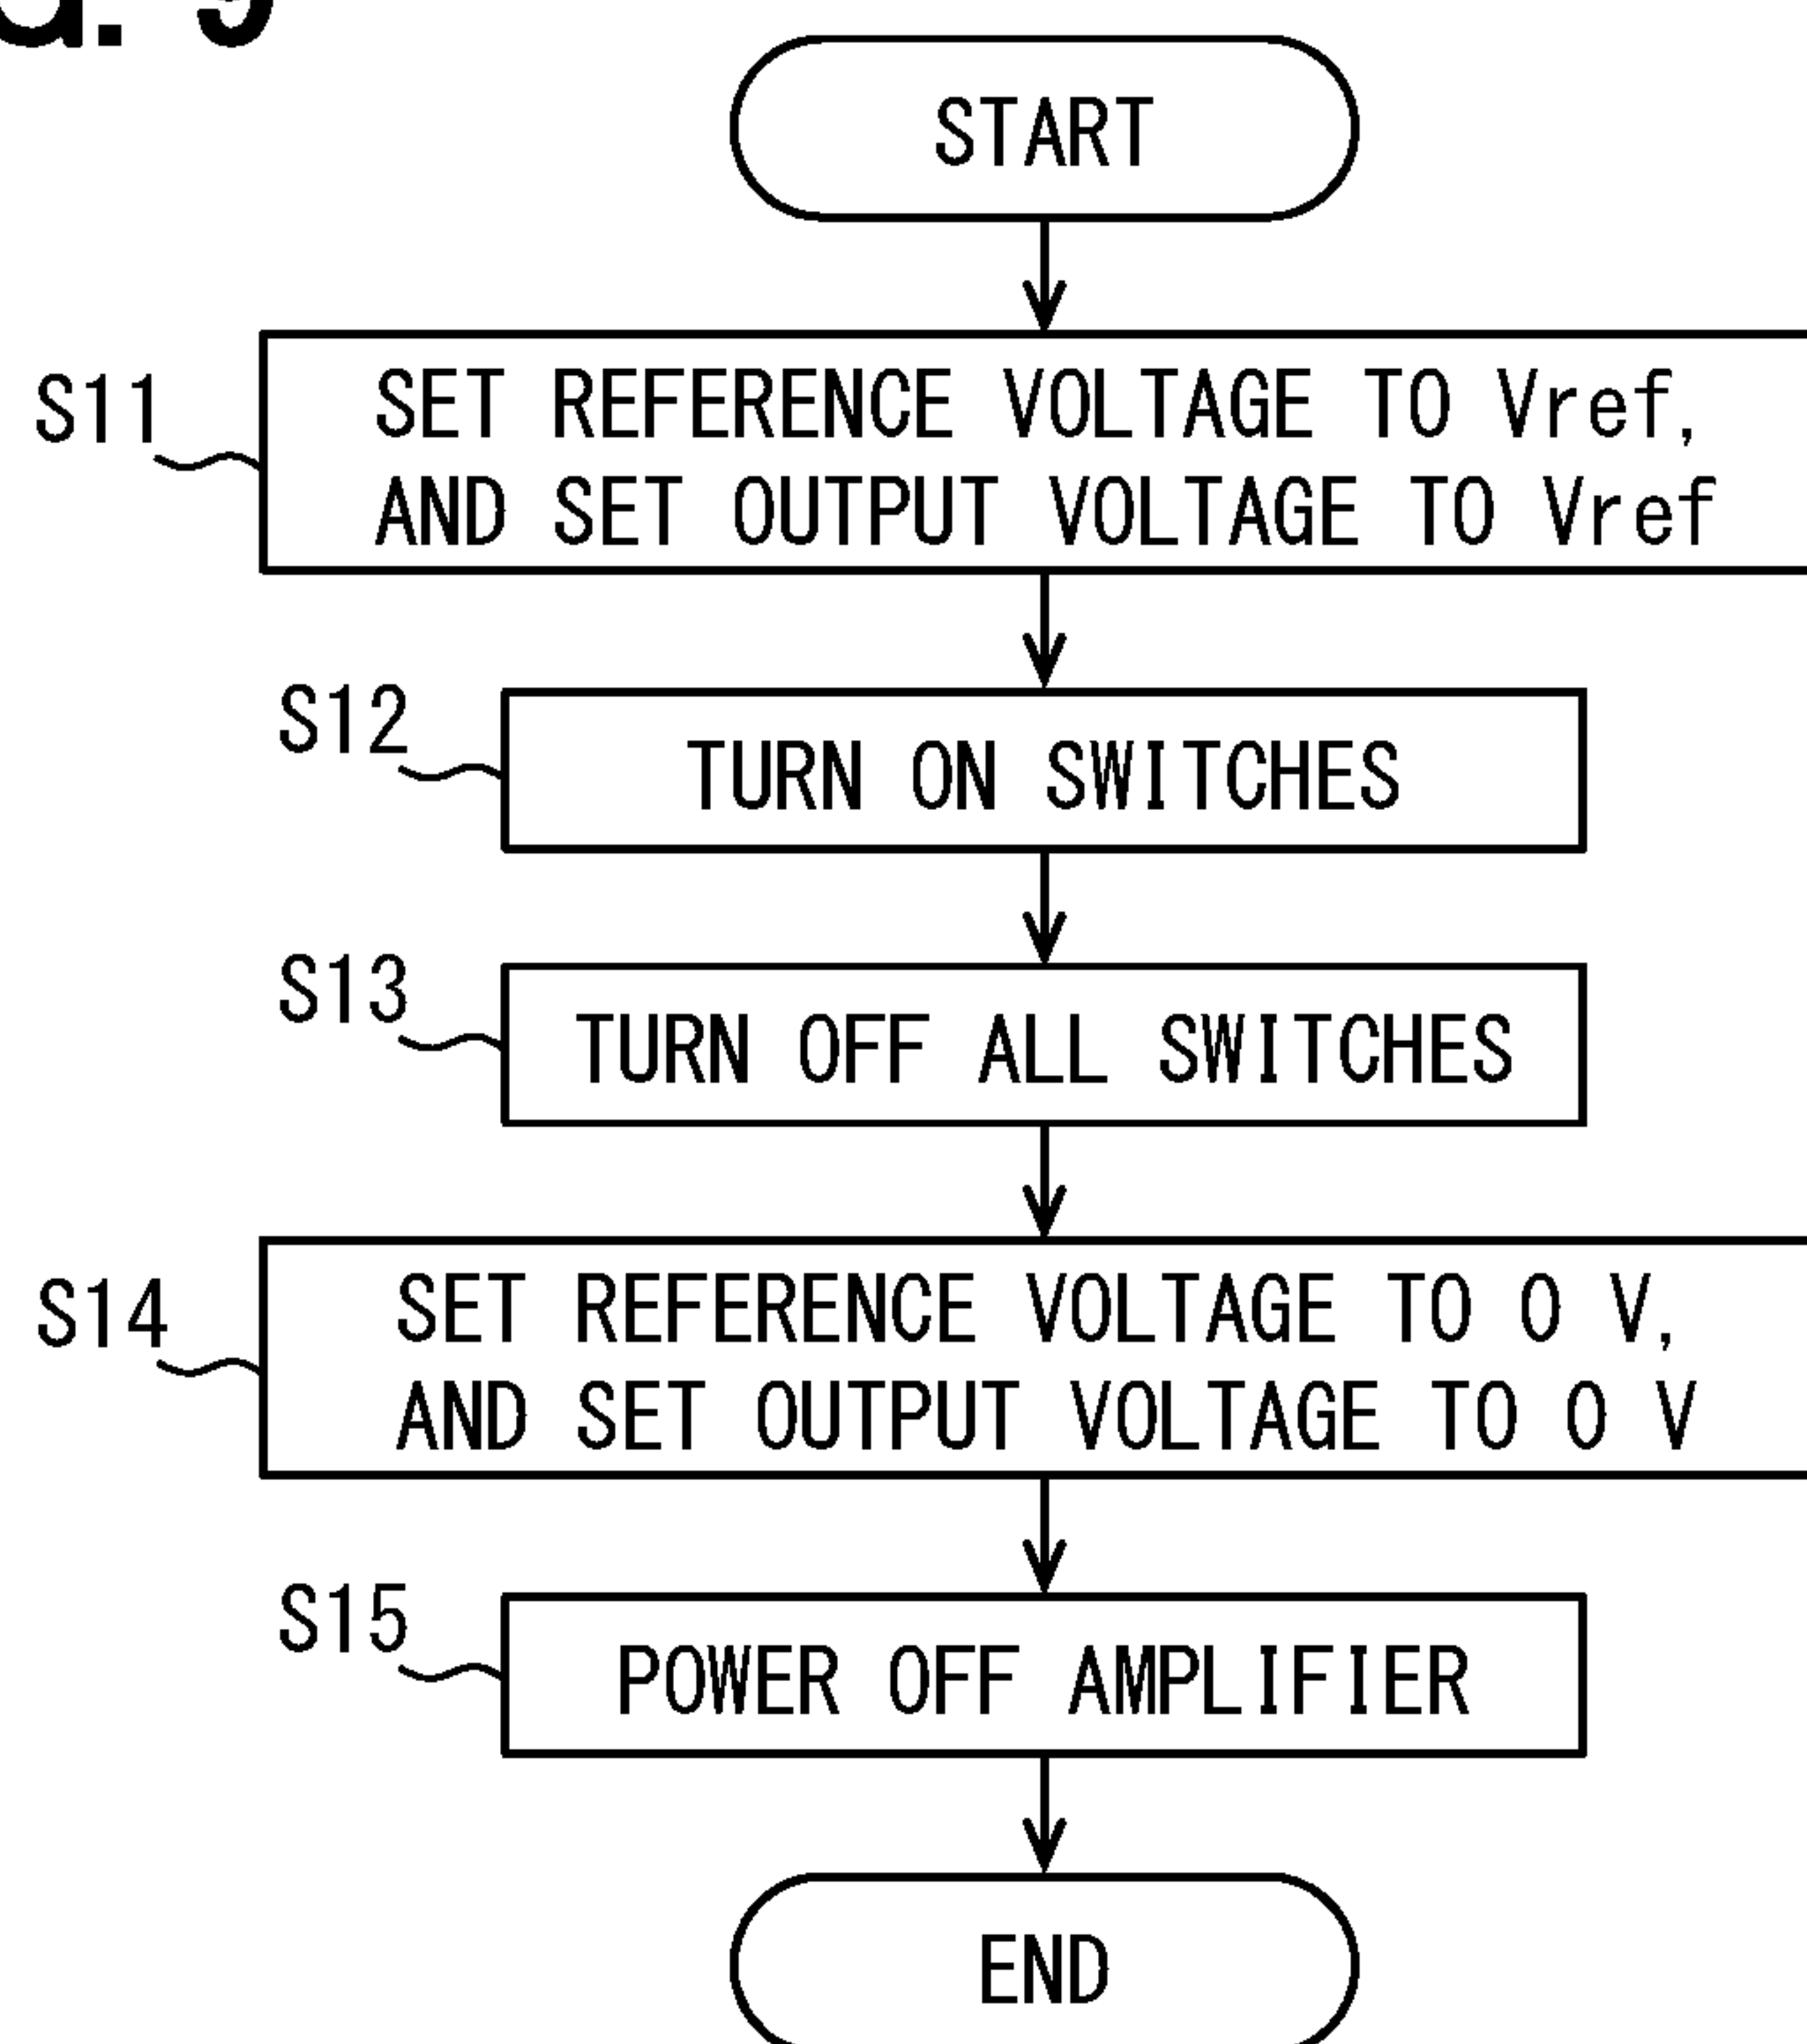 START
S11
SET REFERENCE VOLTAGE TO Vref,
AND SET OUTPUT VOLTAGE TO Vref
S12
TURN ON SWITCHES
S13
TURN OFF ALL SWITCHES
S14
SET REFERENCE VOLTAGE TO 0 V,
AND SET OUTPUT VOLTAGE TO 0 V
S15
POWER OFF AMPLIFIER
END